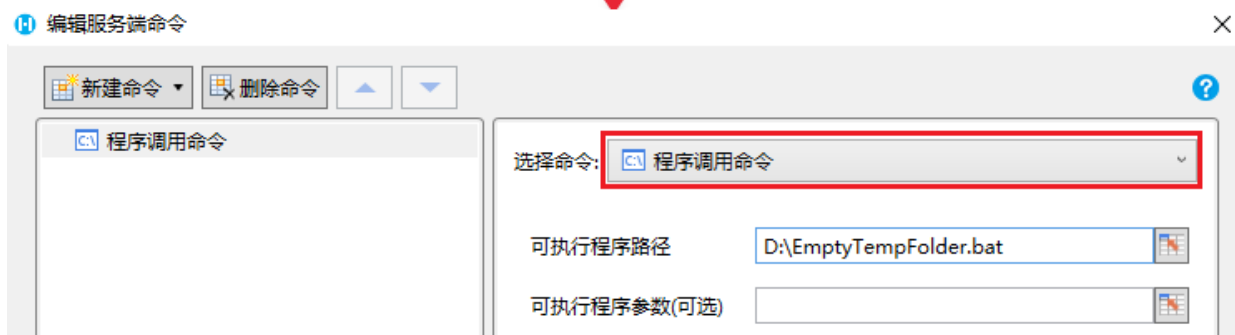 编辑服务端命令
新建命令 删除命令
程序调用命令
选择命令: 程序调用命令
可执行程序路径 D:\EmptyTempFolder.bat
可执行程序参数(可选)